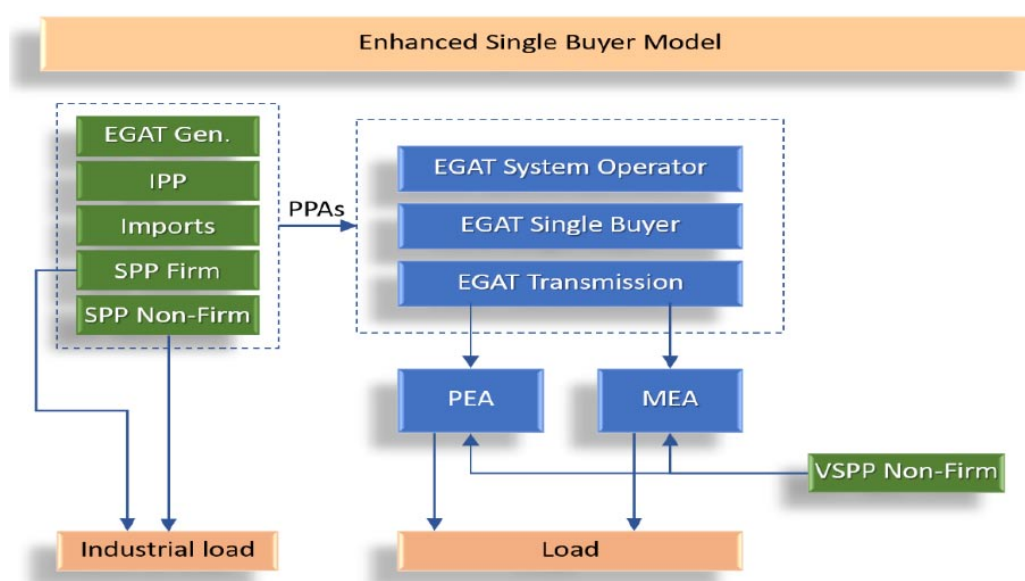 Enhanced Single Buyer Model
EGAT Gen.
IPP
Imports
SPP Firm
SPP Non-Firm
PPAs
EGAT System Operator
EGAT Single Buyer
EGAT Transmission
PEA
MEA
VSPP Non-Firm
Industrial load
Load